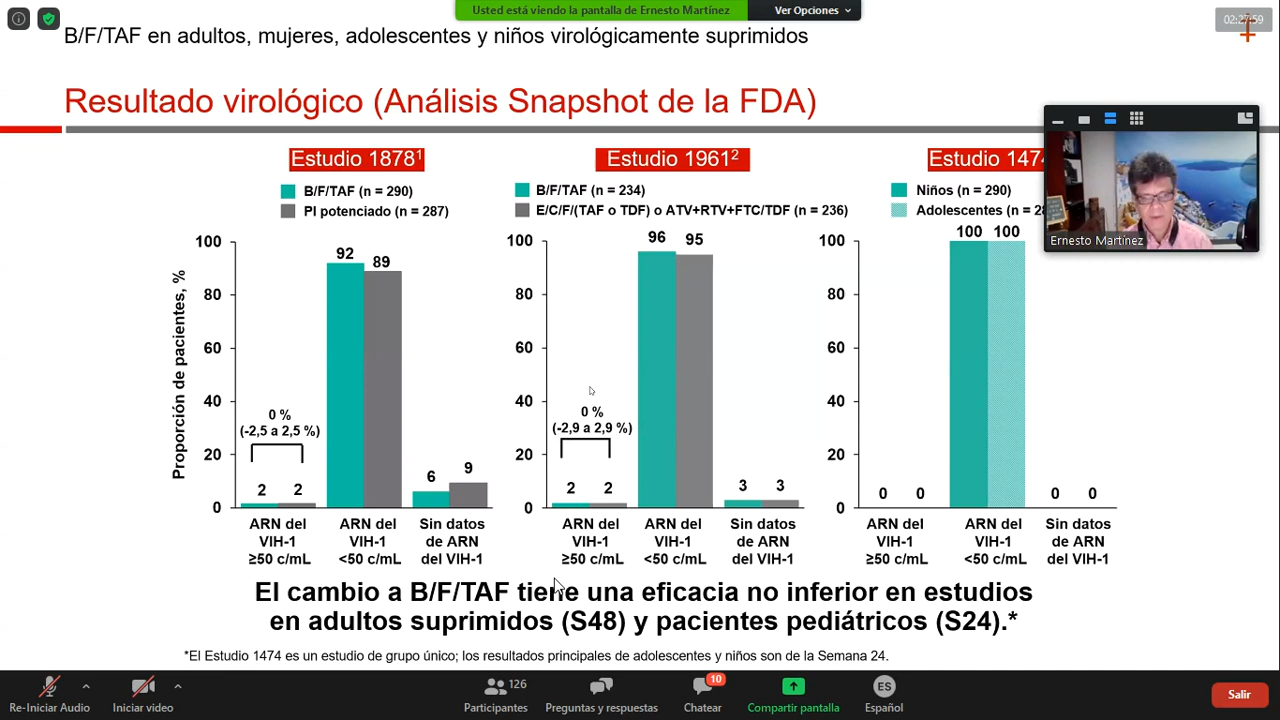 Usted está viendo la pantalla de Ernesto Martínez
Ver Opciones
02:27:59
B/F/TAF en adultos, mujeres, adolescentes y niños virológicamente suprimidos
Resultado virológico (Análisis Snapshot de la FDA)
Ernesto Martínez
Estudio 1878¹
B/F/TAF (n = 290)
PI potenciado (n = 287)
Proporción de pacientes, %
100
80
60
40
20
0
0 %
(-2,5 a 2,5 %)
2 2
92 89
6 9
ARN del
VIH-1
≥50 c/mL
ARN del
VIH-1
<50 c/mL
Sin datos
de ARN
del VIH-1
Estudio 1961²
B/F/TAF (n = 234)
E/C/F/(TAF o TDF) o ATV+RTV+FTC/TDF (n = 236)
100
80
60
40
20
0
0 %
(-2,9 a 2,9 %)
2 2
96 95
3 3
ARN del
VIH-1
≥50 c/mL
ARN del
VIH-1
<50 c/mL
Sin datos
de ARN
del VIH-1
Estudio 1474
Niños (n = 290)
Adolescentes (n =
100
80
60
40
20
0
0 0
100 100
0 0
ARN del
VIH-1
≥50 c/mL
ARN del
VIH-1
<50 c/mL
Sin datos
de ARN
del VIH-1
El cambio a B/F/TAF tiene una eficacia no inferior en estudios
en adultos suprimidos (S48) y pacientes pediátricos (S24).*
*El Estudio 1474 es un estudio de grupo único; los resultados principales de adolescentes y niños son de la Semana 24.
Re-Iniciar Audio
Iniciar video
126
Participantes
Preguntas y respuestas
10
Chatear
Compartir pantalla
ES
Español
Salir